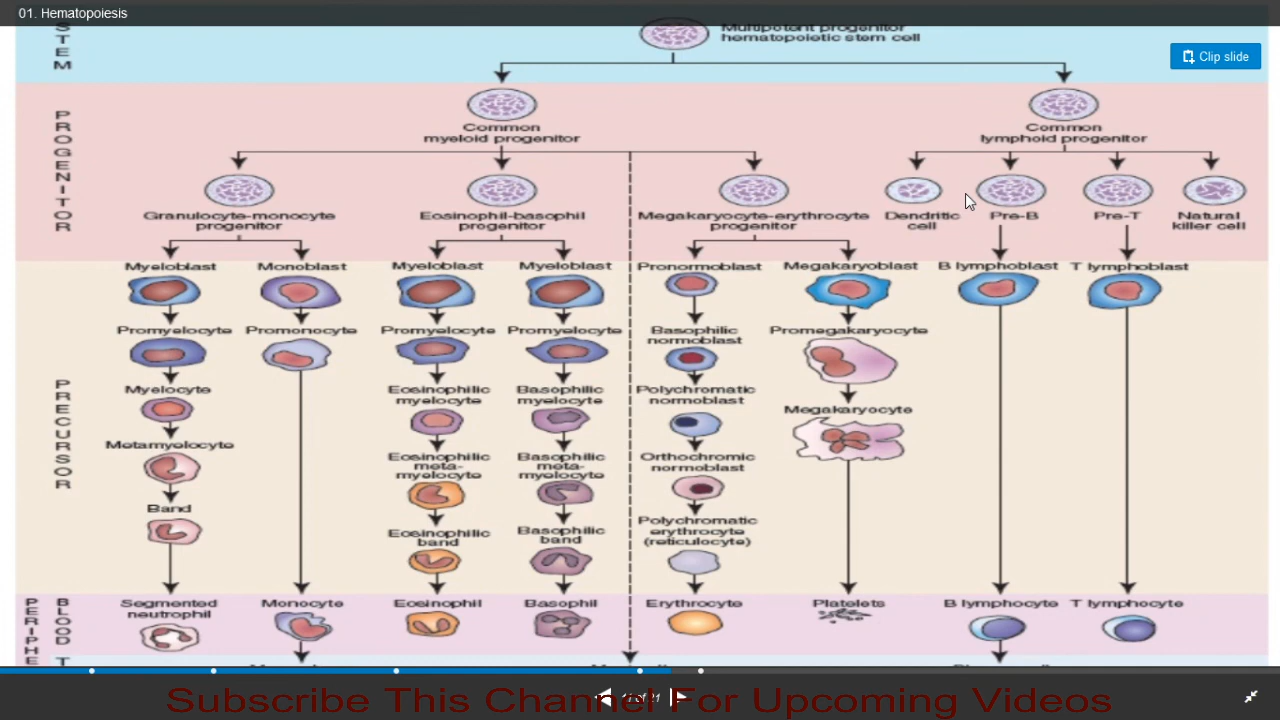 01. Hematopoiesis
Clip slide
STEM
Multipotent progenitor
hematopoietic stem cell
PROGENITOR
Common
myeloid progenitor
Common
lymphoid progenitor
Granulocyte-monocyte
progenitor
Eosinophil-basophil
progenitor
Megakaryocyte-erythrocyte
progenitor
Dendritic
cell
Pre-B
Pre-T
Natural
killer cell
PRECURSOR
Myeloblast
Monoblast
Myeloblast
Myeloblast
Pronormoblast
Megakaryoblast
B lymphoblast
T lymphoblast
Promyelocyte
Promonocyte
Promyelocyte
Promyelocyte
Basophilic
normoblast
Promegakaryocyte
Myelocyte
Eosinophilic
myelocyte
Basophilic
myelocyte
Polychromatic
normoblast
Megakaryocyte
Metamyelocyte
Eosinophilic
meta-
myelocyte
Basophilic
meta-
myelocyte
Orthochromic
normoblast
Band
Eosinophilic
band
Basophilic
band
Polychromatic
erythrocyte
(reticulocyte)
PERIPHE
BLOOD
T
Segmented
neutrophil
Monocyte
Eosinophil
Basophil
Erythrocyte
Platelets
B lymphocyte
T lymphocyte
Subscribe This Channel For Upcoming Videos